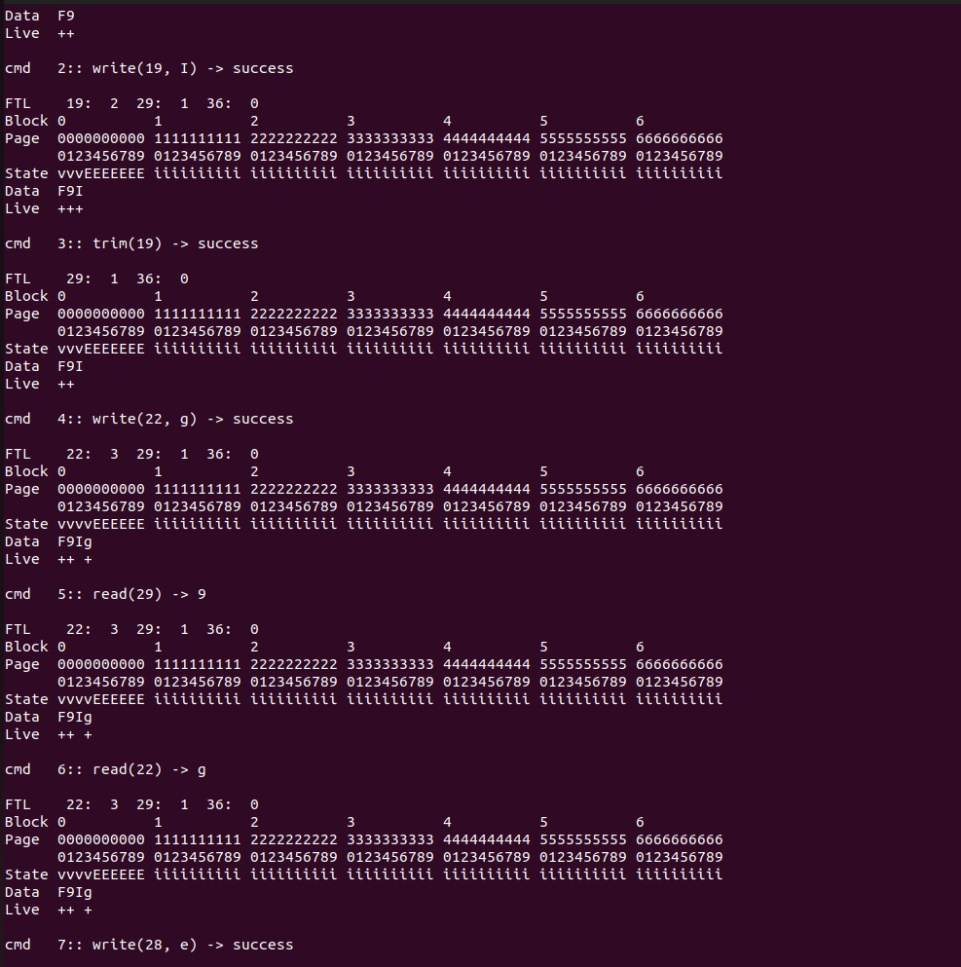 Data  F9
Live  ++
cmd   2:: write(19, I) -> success
FTL    19:  2  29:  1  36:  0
Block 0          1          2          3          4          5          6
Page  0000000000 1111111111 2222222222 3333333333 4444444444 5555555555 6666666666
      0123456789 0123456789 0123456789 0123456789 0123456789 0123456789 0123456789
State vvvEEEEEEE iiiiiiiiii iiiiiiiiii iiiiiiiiii iiiiiiiiii iiiiiiiiii iiiiiiiiii
Data  F9I
Live  +++
cmd   3:: trim(19) -> success
FTL    29:  1  36:  0
Block 0          1          2          3          4          5          6
Page  0000000000 1111111111 2222222222 3333333333 4444444444 5555555555 6666666666
      0123456789 0123456789 0123456789 0123456789 0123456789 0123456789 0123456789
State vvvEEEEEEE iiiiiiiiii iiiiiiiiii iiiiiiiiii iiiiiiiiii iiiiiiiiii iiiiiiiiii
Data  F9I
Live  ++
cmd   4:: write(22, g) -> success
FTL    22:  3  29:  1  36:  0
Block 0          1          2          3          4          5          6
Page  0000000000 1111111111 2222222222 3333333333 4444444444 5555555555 6666666666
      0123456789 0123456789 0123456789 0123456789 0123456789 0123456789 0123456789
State vvvvEEEEEE iiiiiiiiii iiiiiiiiii iiiiiiiiii iiiiiiiiii iiiiiiiiii iiiiiiiiii
Data  F9Ig
Live  ++ +
cmd   5:: read(29) -> 9
FTL    22:  3  29:  1  36:  0
Block 0          1          2          3          4          5          6
Page  0000000000 1111111111 2222222222 3333333333 4444444444 5555555555 6666666666
      0123456789 0123456789 0123456789 0123456789 0123456789 0123456789 0123456789
State vvvvEEEEEE iiiiiiiiii iiiiiiiiii iiiiiiiiii iiiiiiiiii iiiiiiiiii iiiiiiiiii
Data  F9Ig
Live  ++ +
cmd   6:: read(22) -> g
FTL    22:  3  29:  1  36:  0
Block 0          1          2          3          4          5          6
Page  0000000000 1111111111 2222222222 3333333333 4444444444 5555555555 6666666666
      0123456789 0123456789 0123456789 0123456789 0123456789 0123456789 0123456789
State vvvvEEEEEE iiiiiiiiii iiiiiiiiii iiiiiiiiii iiiiiiiiii iiiiiiiiii iiiiiiiiii
Data  F9Ig
Live  ++ +
cmd   7:: write(28, e) -> success